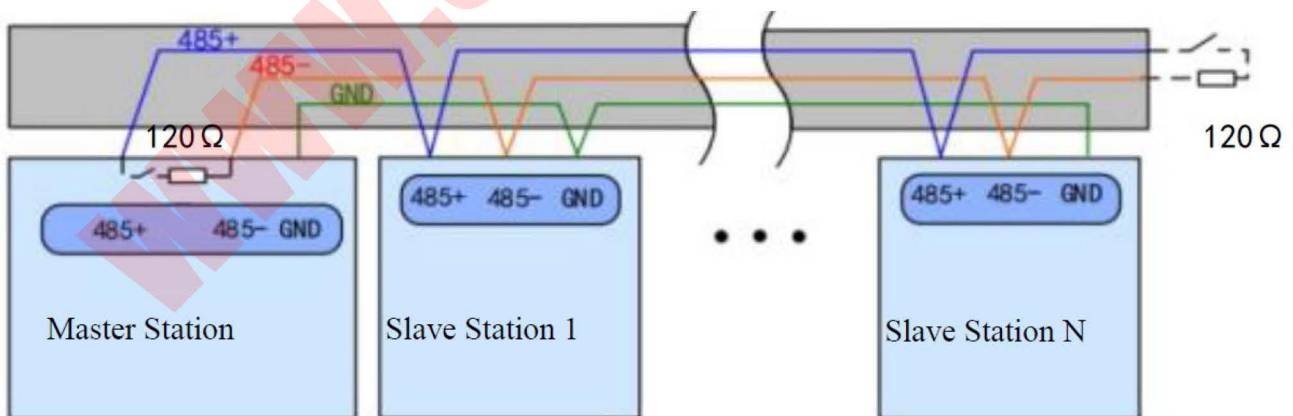 485+
485-
GND
120Ω
120Ω
485+ 485- GND
485+ 485- GND
485+ 485- GND
Master Station
Slave Station 1
Slave Station N